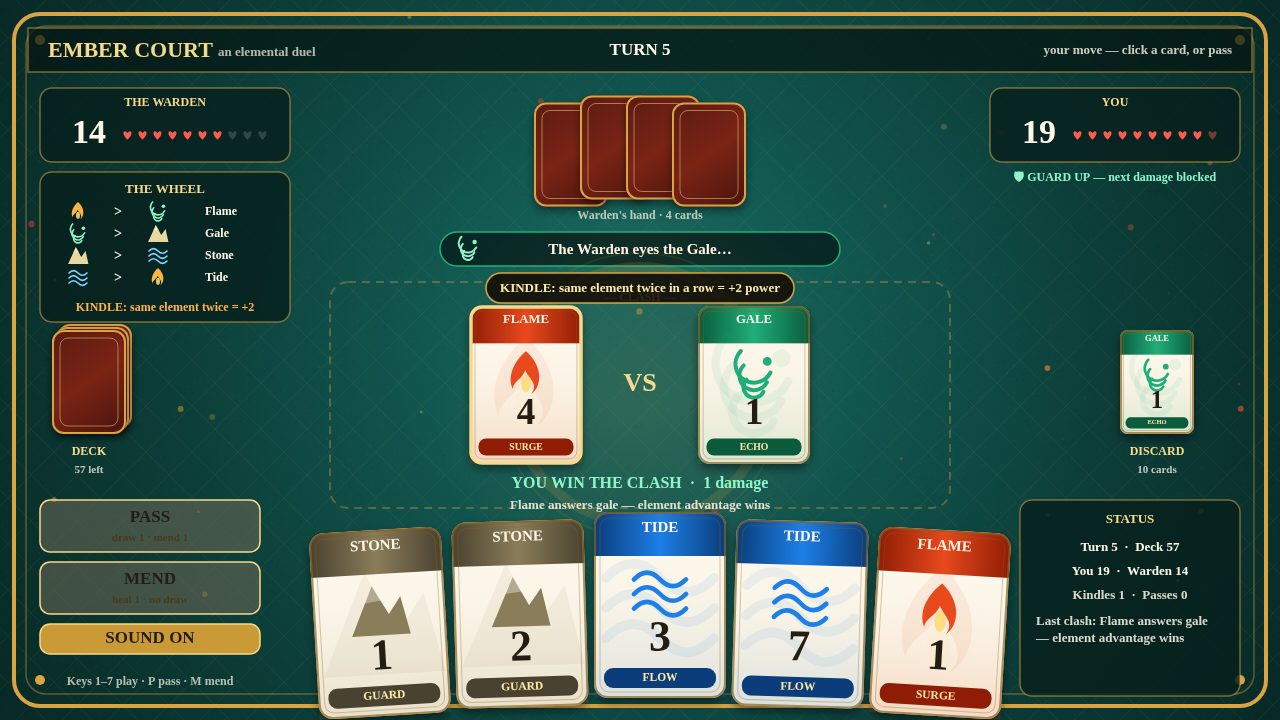 EMBER COURT an elemental duel
TURN 5
your move — click a card, or pass
THE WARDEN
14
YOU
19
GUARD UP — next damage blocked
THE WHEEL
> Flame
> Gale
> Stone
> Tide
KINDLE: same element twice = +2
Warden's hand · 4 cards
The Warden eyes the Gale…
KINDLE: same element twice in a row = +2 power
— CLASH —
FLAME
4
SURGE
VS
GALE
1
ECHO
YOU WIN THE CLASH · 1 damage
Flame answers gale — element advantage wins
DECK
57 left
GALE
1
ECHO
DISCARD
10 cards
PASS
draw 1 · mend 1
MEND
heal 1 · no draw
SOUND ON
Keys 1–7 play · P pass · M mend
STONE
1
GUARD
STONE
2
GUARD
TIDE
3
FLOW
TIDE
7
FLOW
FLAME
1
SURGE
STATUS
Turn 5 · Deck 57
You 19 · Warden 14
Kindles 1 · Passes 0
Last clash: Flame answers gale
— element advantage wins